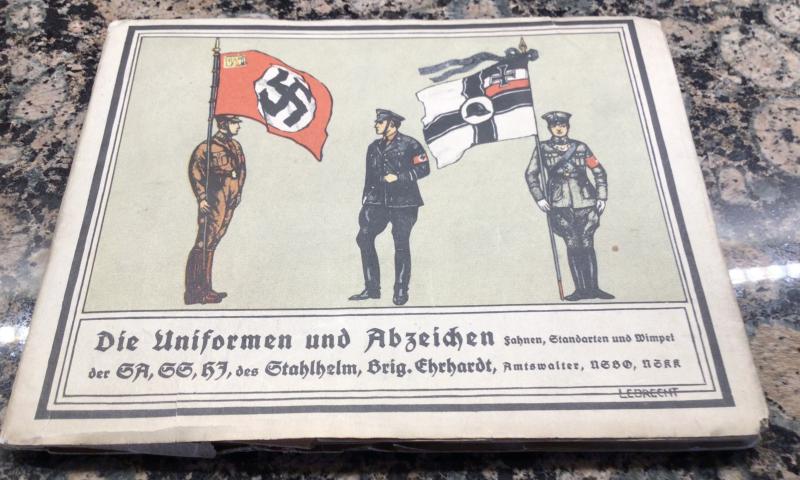 Die Uniformen und Abzeichen Fahnen, Standarten und Wimpel
der SA, SS, HJ, des Stahlhelm, Brig. Ehrhardt, Amtswalter, NSBO, NSKK
LEBRECHT